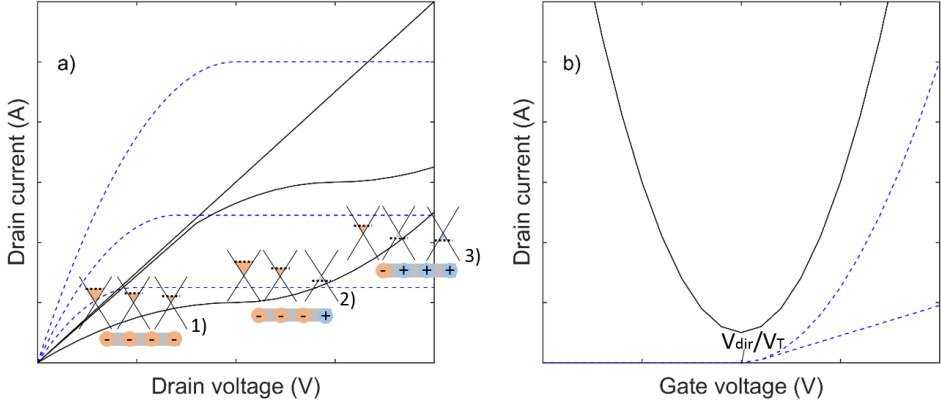 a)
Drain current (A)
1)
- - - -
2)
- - - +
3)
- + + +
Drain voltage (V)
b)
Drain current (A)
Vdir/VT
Gate voltage (V)